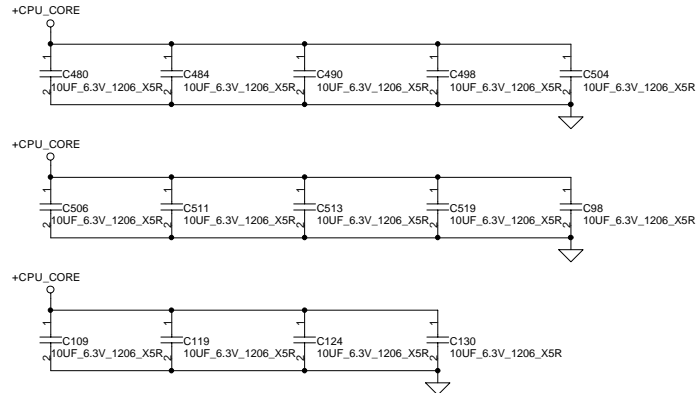 +CPU_CORE
1 1 1 1 1
C480 C484 C490 C498 C504
10UF_6.3V_1206_X5R 10UF_6.3V_1206_X5R 10UF_6.3V_1206_X5R 10UF_6.3V_1206_X5R 10UF_6.3V_1206_X5R
2 2 2 2 2
+CPU_CORE
1 1 1 1 1
C506 C511 C513 C519 C98
10UF_6.3V_1206_X5R 10UF_6.3V_1206_X5R 10UF_6.3V_1206_X5R 10UF_6.3V_1206_X5R 10UF_6.3V_1206_X5R
2 2 2 2 2
+CPU_CORE
1 1 1 1
C109 C119 C124 C130
10UF_6.3V_1206_X5R 10UF_6.3V_1206_X5R 10UF_6.3V_1206_X5R 10UF_6.3V_1206_X5R
2 2 2 2